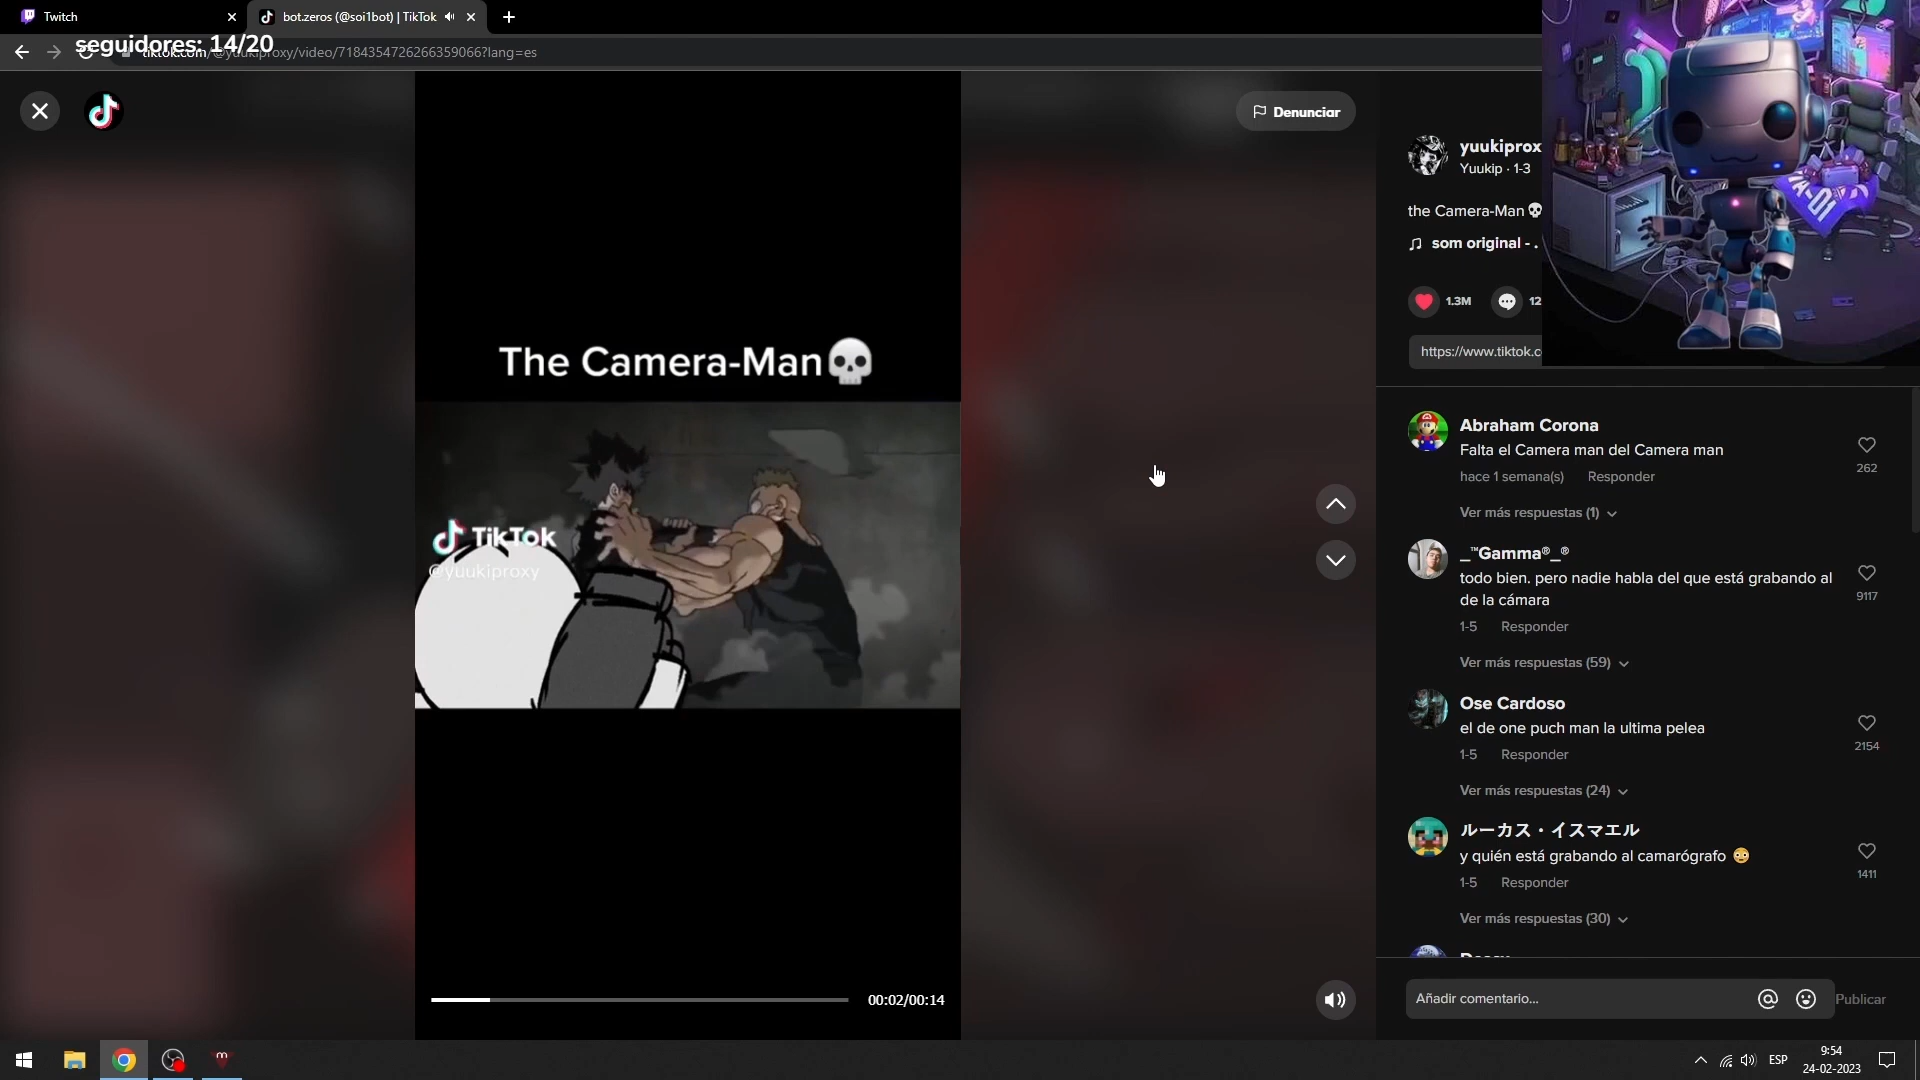 Twitch
bot.zeros (@soi1bot) | TikTok
seguidores: 14/20
tiktok.com/@yuukiproxy/video/7184354726266359066?lang=es
Denunciar
The Camera-Man💀
TikTok
@yuukiproxy
00:02/00:14
yuukiprox
Yuukip · 1-3
the Camera-Man💀
som original - .
1.3M
12
https://www.tiktok.c
Abraham Corona
Falta el Camera man del Camera man
262
hace 1 semana(s) Responder
Ver más respuestas (1)
_™Gamma®_®
todo bien. pero nadie habla del que está grabando al
de la cámara
9117
1-5 Responder
Ver más respuestas (59)
Ose Cardoso
el de one puch man la ultima pelea
2154
1-5 Responder
Ver más respuestas (24)
ルーカス・イスマエル
y quién está grabando al camarógrafo 😳
1411
1-5 Responder
Ver más respuestas (30)
Añadir comentario...
Publicar
A-01
ESP
9:54
24-02-2023